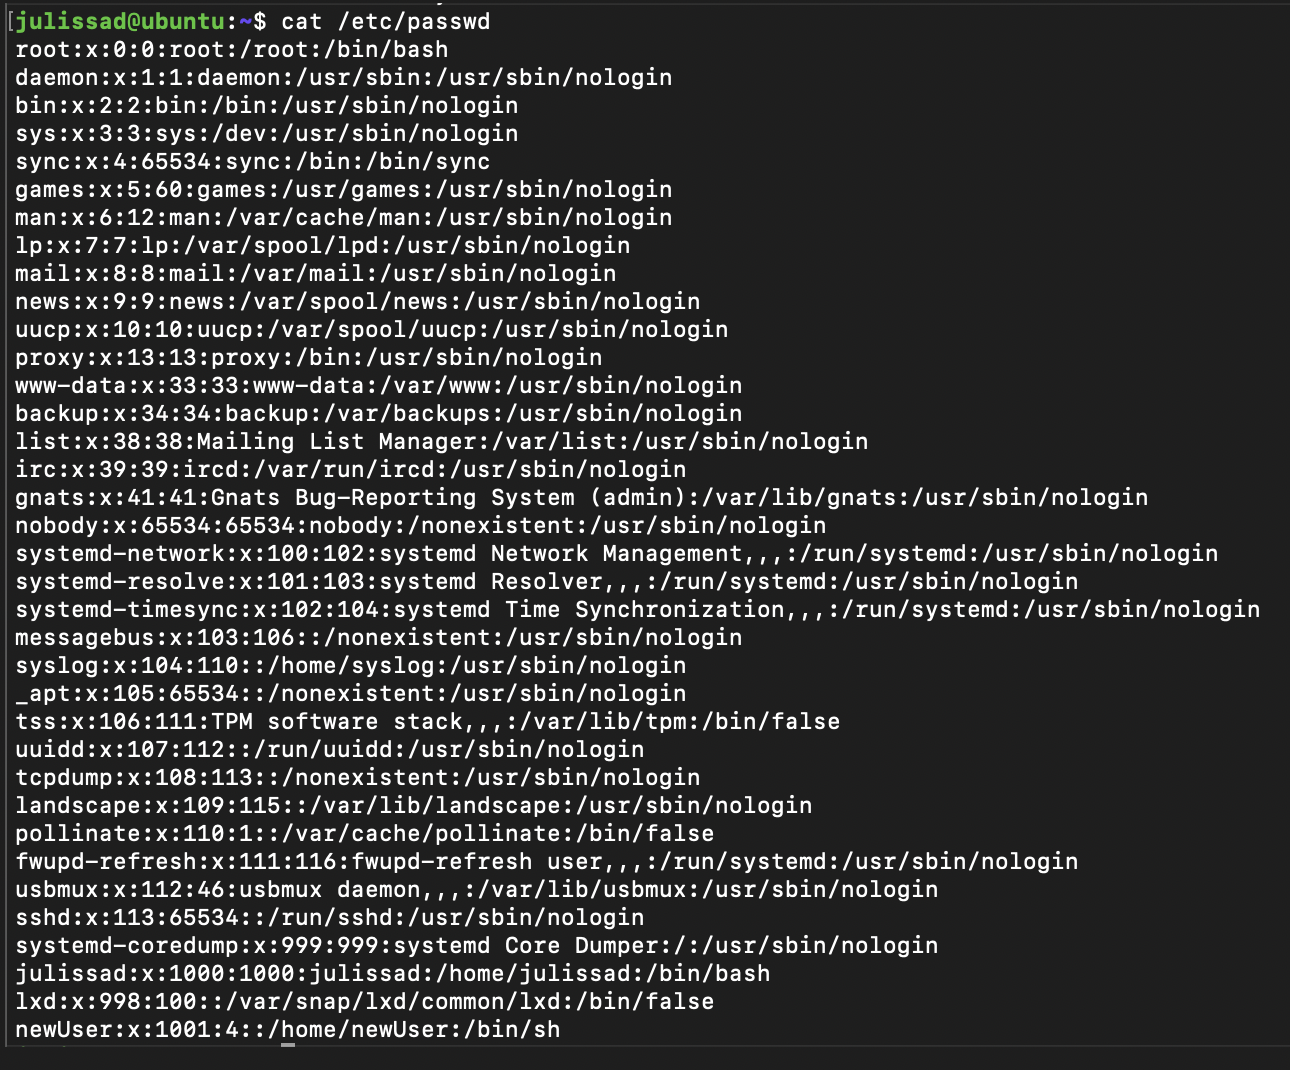 [julissad@ubuntu:~$ cat /etc/passwd
root:x:0:0:root:/root:/bin/bash
daemon:x:1:1:daemon:/usr/sbin:/usr/sbin/nologin
bin:x:2:2:bin:/bin:/usr/sbin/nologin
sys:x:3:3:sys:/dev:/usr/sbin/nologin
sync:x:4:65534:sync:/bin:/bin/sync
games:x:5:60:games:/usr/games:/usr/sbin/nologin
man:x:6:12:man:/var/cache/man:/usr/sbin/nologin
lp:x:7:7:lp:/var/spool/lpd:/usr/sbin/nologin
mail:x:8:8:mail:/var/mail:/usr/sbin/nologin
news:x:9:9:news:/var/spool/news:/usr/sbin/nologin
uucp:x:10:10:uucp:/var/spool/uucp:/usr/sbin/nologin
proxy:x:13:13:proxy:/bin:/usr/sbin/nologin
www-data:x:33:33:www-data:/var/www:/usr/sbin/nologin
backup:x:34:34:backup:/var/backups:/usr/sbin/nologin
list:x:38:38:Mailing List Manager:/var/list:/usr/sbin/nologin
irc:x:39:39:ircd:/var/run/ircd:/usr/sbin/nologin
gnats:x:41:41:Gnats Bug-Reporting System (admin):/var/lib/gnats:/usr/sbin/nologin
nobody:x:65534:65534:nobody:/nonexistent:/usr/sbin/nologin
systemd-network:x:100:102:systemd Network Management,,,:/run/systemd:/usr/sbin/nologin
systemd-resolve:x:101:103:systemd Resolver,,,:/run/systemd:/usr/sbin/nologin
systemd-timesync:x:102:104:systemd Time Synchronization,,,:/run/systemd:/usr/sbin/nologin
messagebus:x:103:106::/nonexistent:/usr/sbin/nologin
syslog:x:104:110::/home/syslog:/usr/sbin/nologin
_apt:x:105:65534::/nonexistent:/usr/sbin/nologin
tss:x:106:111:TPM software stack,,,:/var/lib/tpm:/bin/false
uuidd:x:107:112::/run/uuidd:/usr/sbin/nologin
tcpdump:x:108:113::/nonexistent:/usr/sbin/nologin
landscape:x:109:115::/var/lib/landscape:/usr/sbin/nologin
pollinate:x:110:1::/var/cache/pollinate:/bin/false
fwupd-refresh:x:111:116:fwupd-refresh user,,,:/run/systemd:/usr/sbin/nologin
usbmux:x:112:46:usbmux daemon,,,:/var/lib/usbmux:/usr/sbin/nologin
sshd:x:113:65534::/run/sshd:/usr/sbin/nologin
systemd-coredump:x:999:999:systemd Core Dumper:/:/usr/sbin/nologin
julissad:x:1000:1000:julissad:/home/julissad:/bin/bash
lxd:x:998:100::/var/snap/lxd/common/lxd:/bin/false
newUser:x:1001:4::/home/newUser:/bin/sh